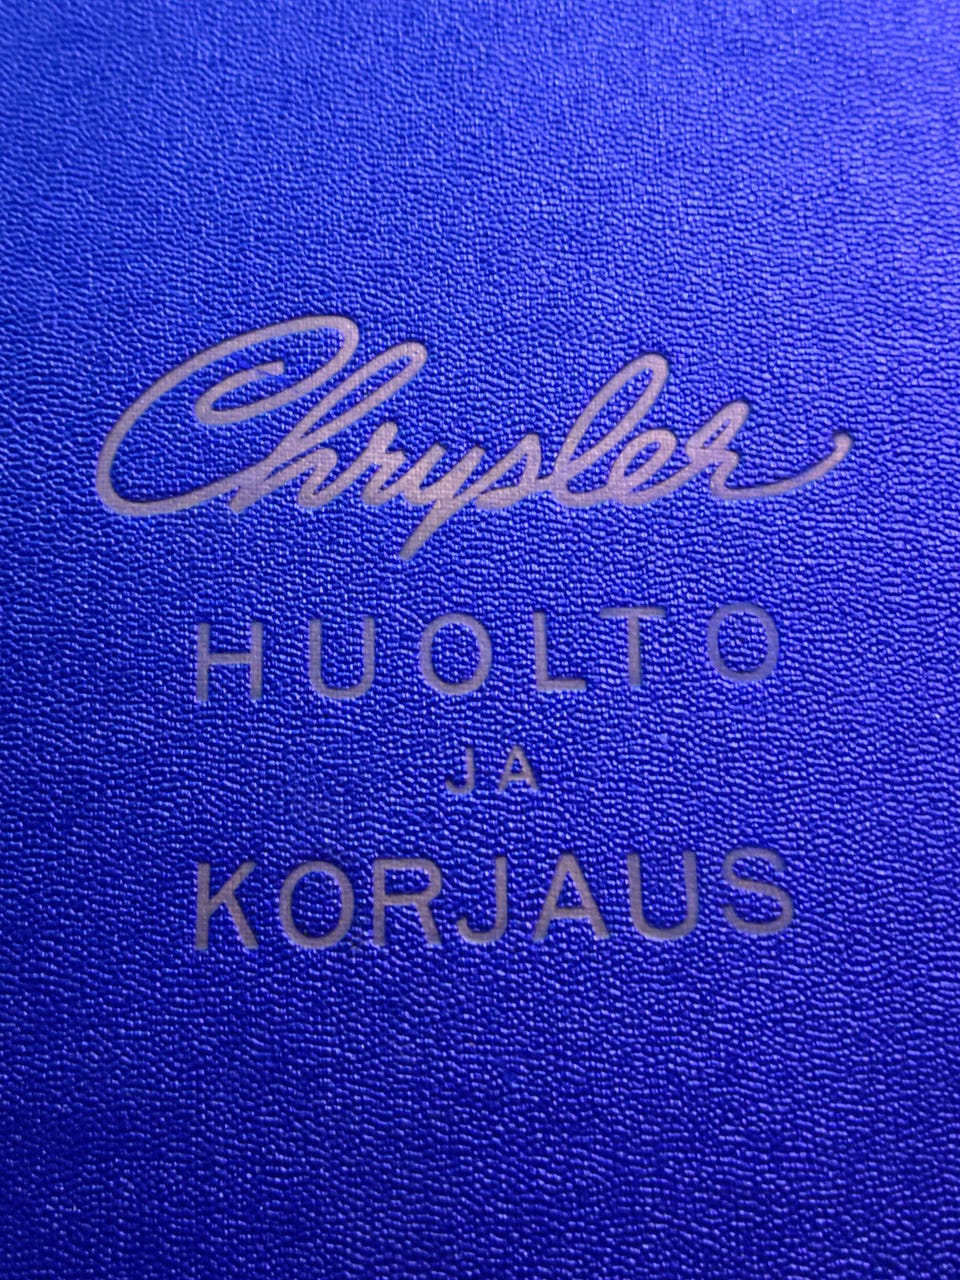 Chrysler
HUOLTO
JA
KORJAUS